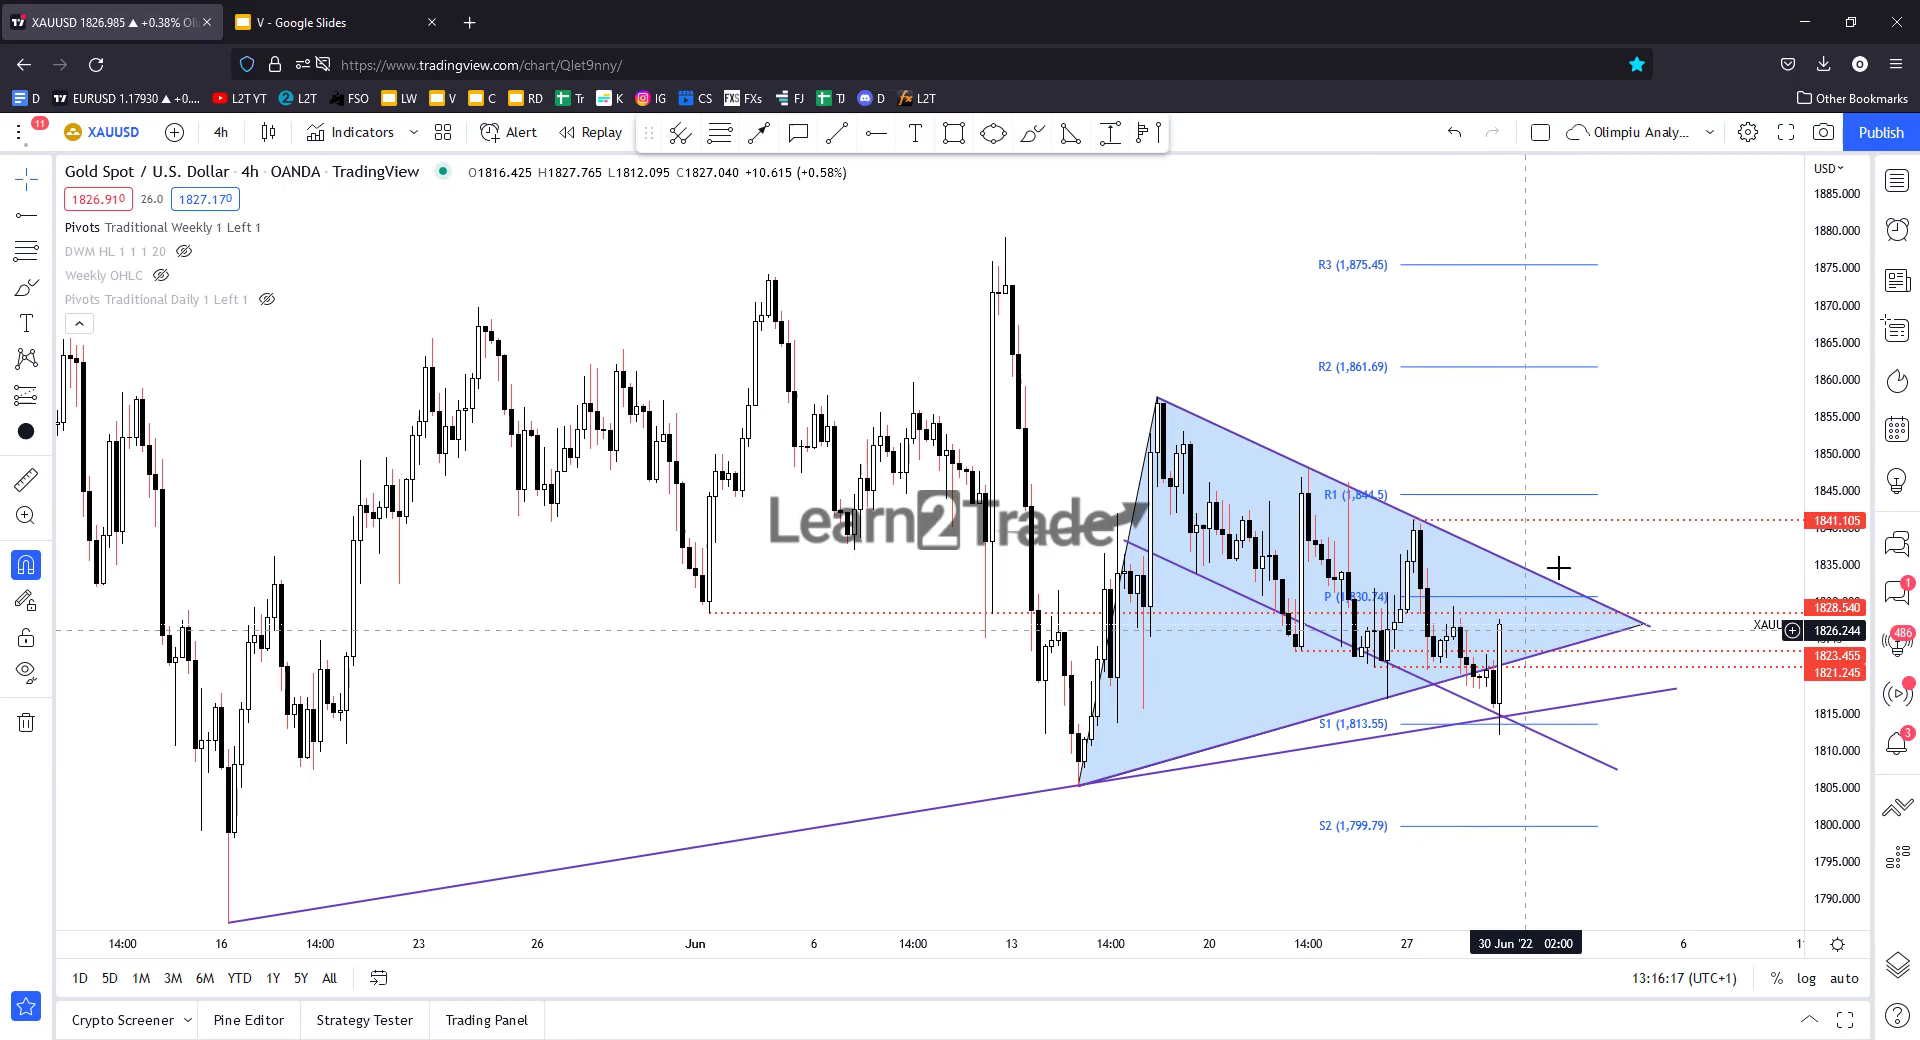 XAUUSD 1826.985 ▲ +0.38% Oli
V - Google Slides
https://www.tradingview.com/chart/Qlet9nny/
D
EURUSD 1.17930 ▲ +0....
L2T YT
L2T
FSO
LW
V
C
RD
Tr
K
IG
CS
FXs
FJ
TJ
D
L2T
Other Bookmarks
11
XAUUSD
4h
Indicators
Alert
Replay
Olimpiu Analy...
Publish
Gold Spot / U.S. Dollar · 4h · OANDA · TradingView
O1816.425 H1827.765 L1812.095 C1827.040 +10.615 (+0.58%)
USD
1826.910
26.0
1827.170
Pivots Traditional Weekly 1 Left 1
DWM HL 1 1 1 20
Weekly OHLC
Pivots Traditional Daily 1 Left 1
R3 (1,875.45)
R2 (1,861.69)
R1 (1,844.5)
P (1,830.74)
S1 (1,813.55)
S2 (1,799.79)
Learn2Trade
1885.000
1880.000
1875.000
1870.000
1865.000
1860.000
1855.000
1850.000
1845.000
1841.105
1835.000
1828.540
1826.244
1823.455
1821.245
1815.000
1810.000
1805.000
1800.000
1795.000
1790.000
1
486
3
14:00
16
14:00
23
26
Jun
6
14:00
13
14:00
20
14:00
27
30 Jun '22 02:00
6
1D
5D
1M
3M
6M
YTD
1Y
5Y
All
13:16:17 (UTC+1)
%
log
auto
Crypto Screener
Pine Editor
Strategy Tester
Trading Panel